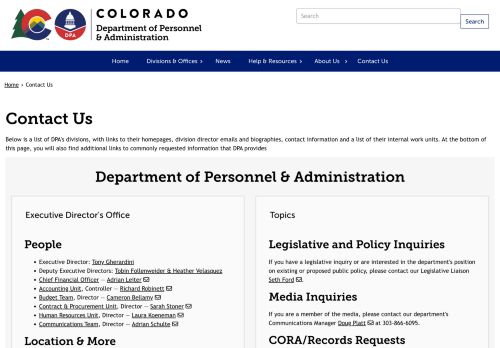 COLORADO
Department of Personnel
& Administration
DPA
Search
Search
Home
Divisions & Offices
News
Help & Resources
About Us
Contact Us
Home › Contact Us
Contact Us
Below is a list of DPA's divisions, with links to their homepages, division director emails and biographies, contact information and a list of their internal work units. At the bottom of
this page, you will also find additional links to commonly requested information that DPA provides
Department of Personnel & Administration
Executive Director's Office
People
• Executive Director: Tony Gherardini
• Deputy Executive Directors: Tobin Follenweider & Heather Velasquez
• Chief Financial Officer — Adrian Leiter
• Accounting Unit, Controller — Richard Robinett
• Budget Team, Director — Cameron Bellamy
• Contract & Procurement Unit, Director — Sarah Stoner
• Human Resources Unit, Director — Laura Koeneman
• Communications Team, Director — Adrian Schulte
Location & More
Topics
Legislative and Policy Inquiries
If you have a legislative inquiry or are interested in the department's position
on existing or proposed public policy, please contact our Legislative Liaison
Seth Ford.
Media Inquiries
If you are a member of the media, please contact our department's
Communications Manager Doug Platt at 303-866-6095.
CORA/Records Requests